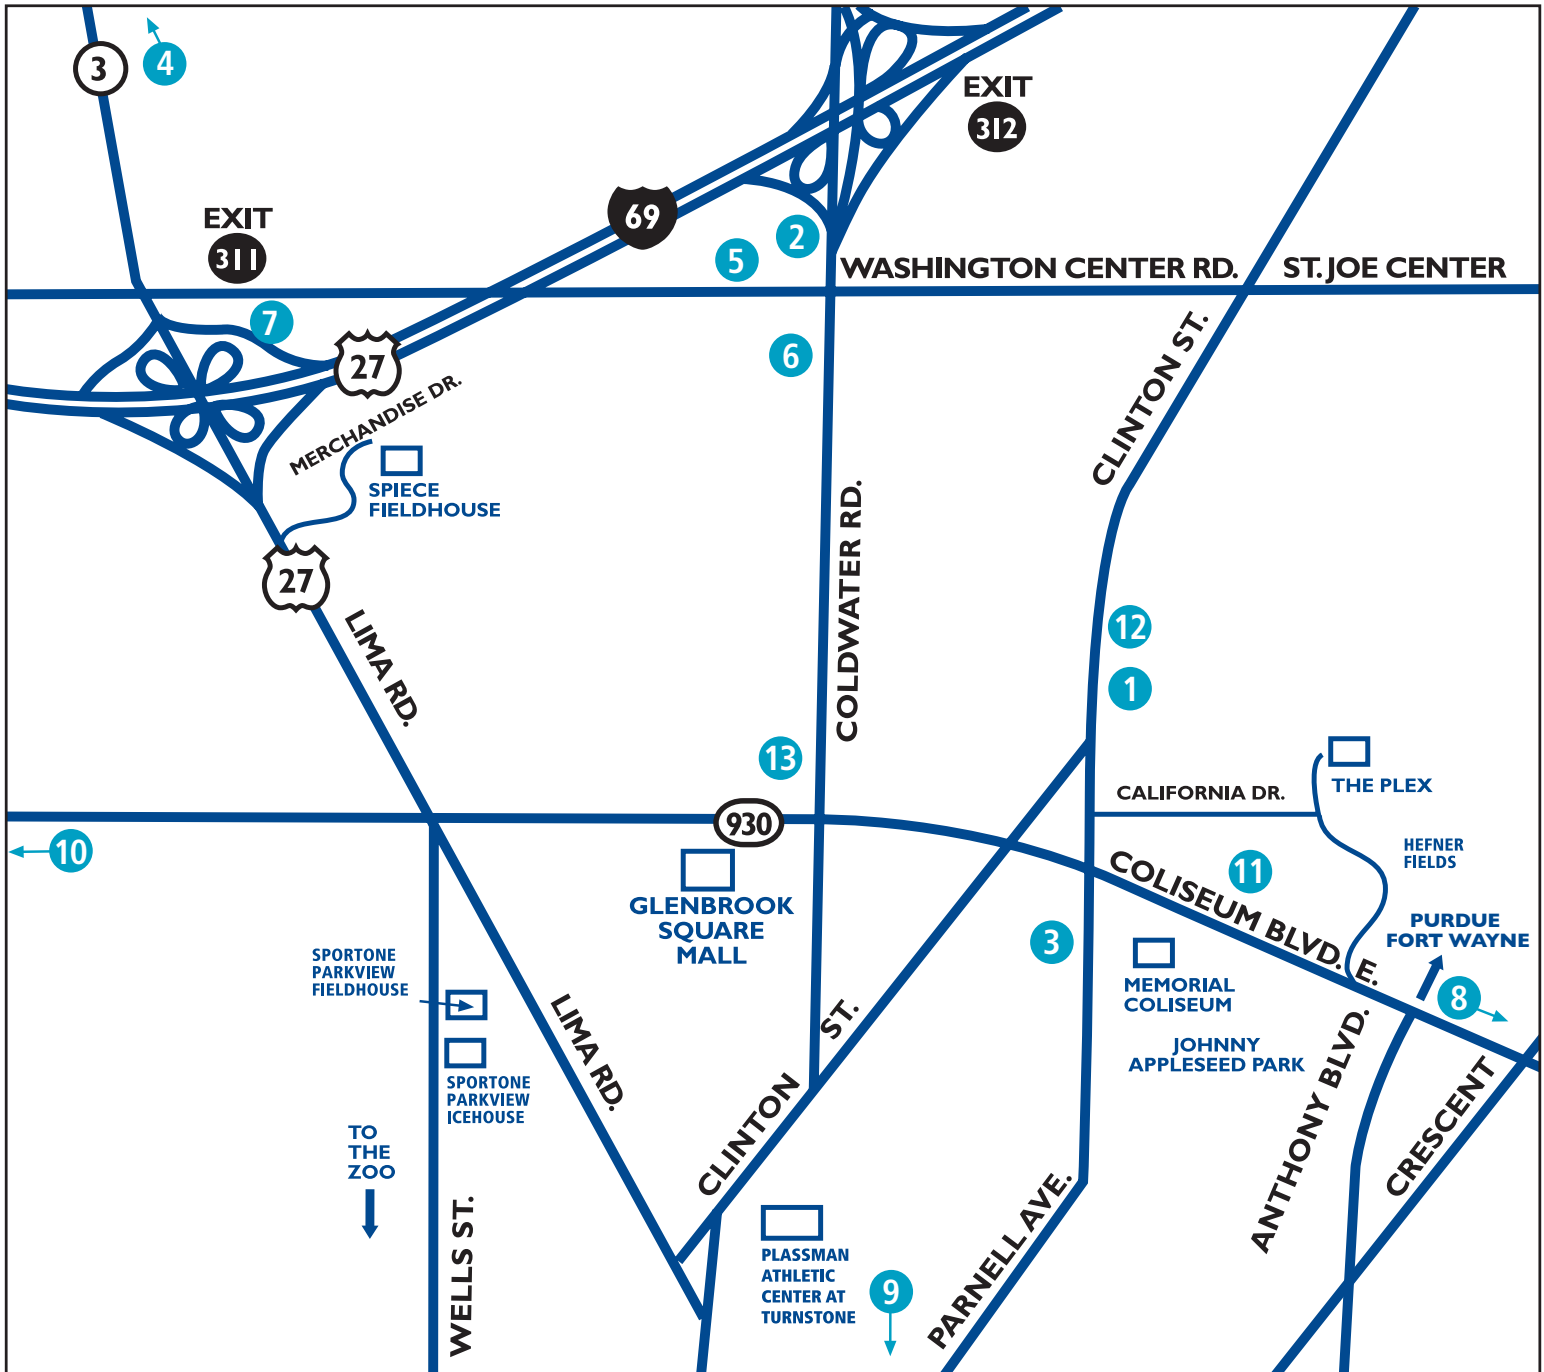 3
4
EXIT
312
EXIT
311
69
2
5
WASHINGTON CENTER RD.
ST. JOE CENTER
7
27
6
MERCHANDISE DR.
CLINTON ST.
SPIECE
FIELDHOUSE
27
COLDWATER RD.
LIMA RD.
12
1
13
THE PLEX
CALIFORNIA DR.
930
10
HEFNER
FIELDS
11
COLISEUM BLVD. E.
GLENBROOK
SQUARE
MALL
3
PURDUE
FORT WAYNE
SPORTONE
PARKVIEW
FIELDHOUSE
MEMORIAL
COLISEUM
8
LIMA RD.
CLINTON ST.
JOHNNY
APPLESEED PARK
ANTHONY BLVD.
CRESCENT
SPORTONE
PARKVIEW
ICEHOUSE
TO
THE
ZOO
WELLS ST.
PLASSMAN
ATHLETIC
CENTER AT
TURNSTONE
9
PARNELL AVE.